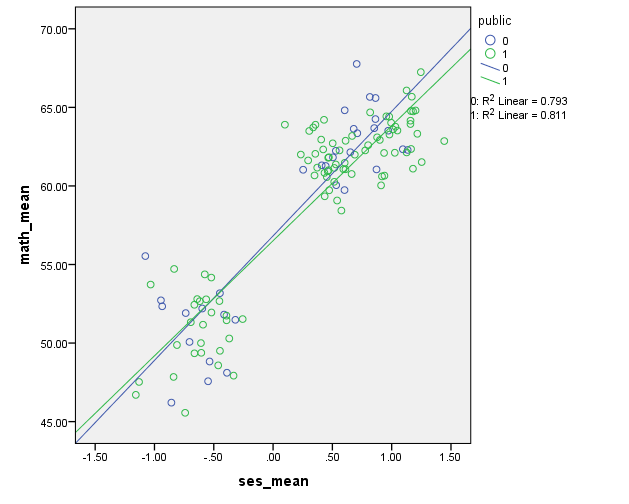 public
0
1
0
1
0: R² Linear = 0.793
1: R² Linear = 0.811
70.00
65.00
60.00
55.00
50.00
45.00
math_mean
-1.50 -1.00 -.50 .00 .50 1.00 1.50
ses_mean